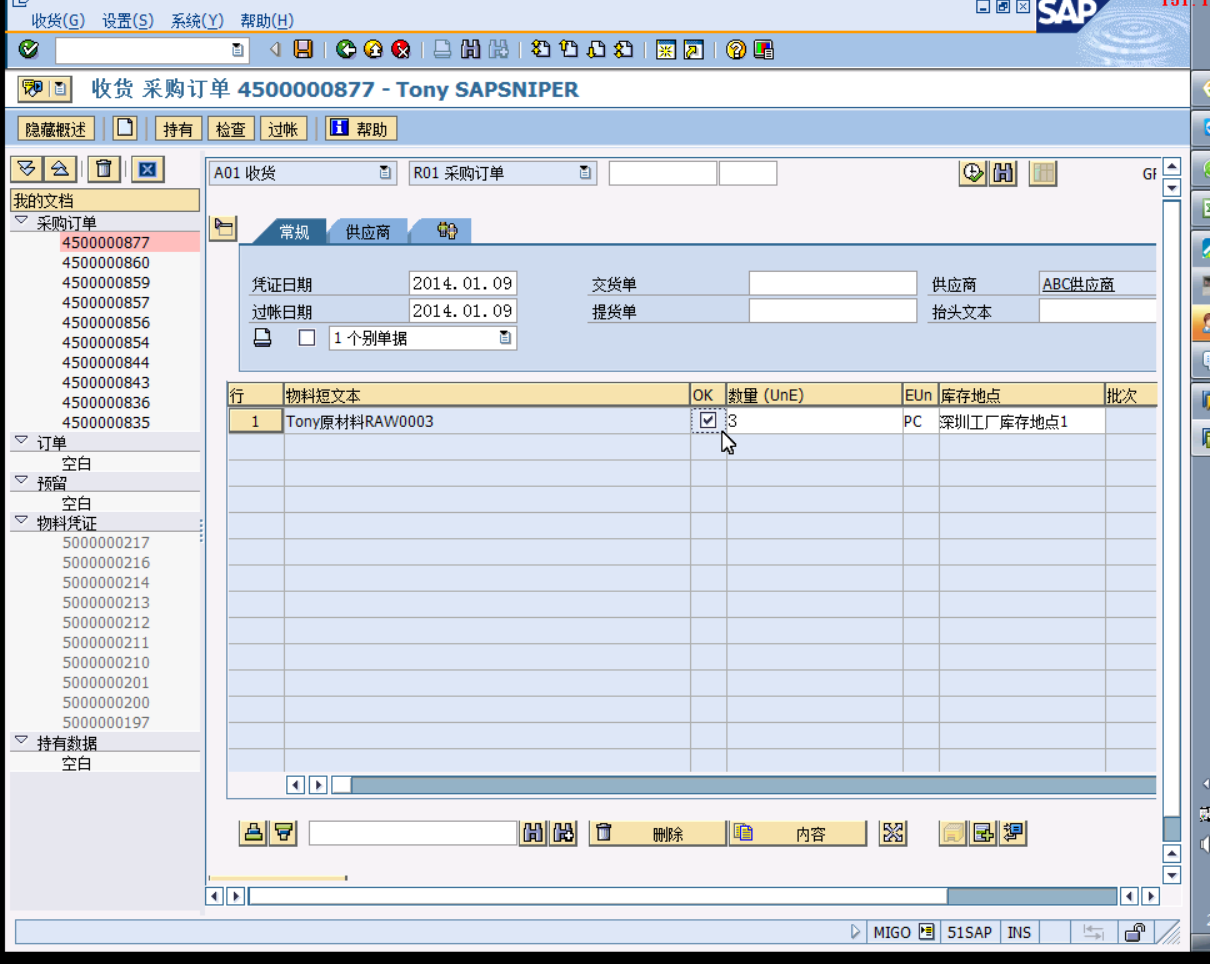 收货(G) 设置(S) 系统(Y) 帮助(H)
SAP
收货 采购订单 4500000877 - Tony SAPSNIPER
隐藏概述 持有 检查 过帐 帮助
A01 收货 R01 采购订单
我的文档
采购订单
4500000877
4500000860
4500000859
4500000857
4500000856
4500000854
4500000844
4500000843
4500000836
4500000835
订单
空白
预留
空白
物料凭证
5000000217
5000000216
5000000214
5000000213
5000000212
5000000211
5000000210
5000000201
5000000200
5000000197
持有数据
空白
常规 供应商
凭证日期 2014.01.09 交货单 供应商 ABC供应商
过帐日期 2014.01.09 提货单 抬头文本
1 个别单据
行 物料短文本 OK 数量 (UnE) EUn 库存地点 批次
1 Tony原材料RAW0003 3 PC 深圳工厂库存地点1
删除 内容
MIGO 51SAP INS